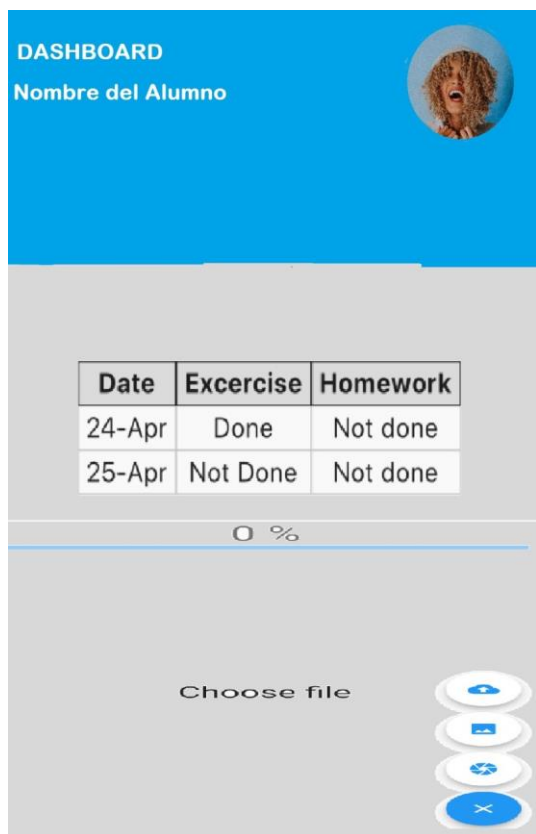 DASHBOARD
Nombre del Alumno
Date Excercise Homework
24-Apr Done Not done
25-Apr Not Done Not done
0 %
Choose file